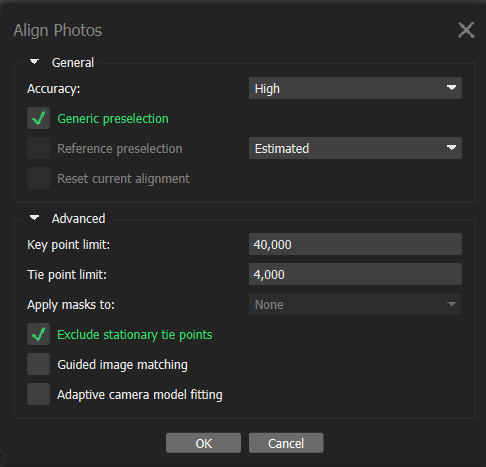 Align Photos
General
Accuracy: High
Generic preselection
Reference preselection Estimated
Reset current alignment
Advanced
Key point limit: 40,000
Tie point limit: 4,000
Apply masks to: None
Exclude stationary tie points
Guided image matching
Adaptive camera model fitting
OK Cancel